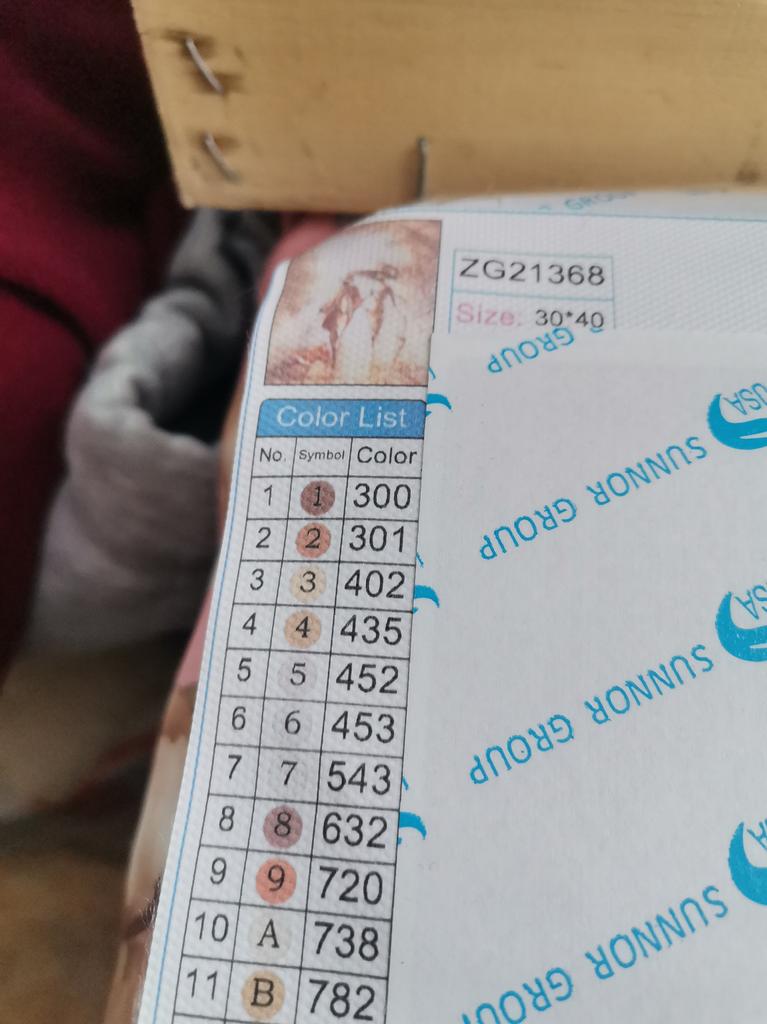 ZG21368
Size: 30*40
Color List
No. Symbol Color
1 1 300
2 2 301
3 3 402
4 4 435
5 5 452
6 6 453
7 7 543
8 8 632
9 9 720
10 A 738
11 B 782
GROUP
SUNNOR GROUP
USA
SUNNOR GROUP
SUNNOR GROUP